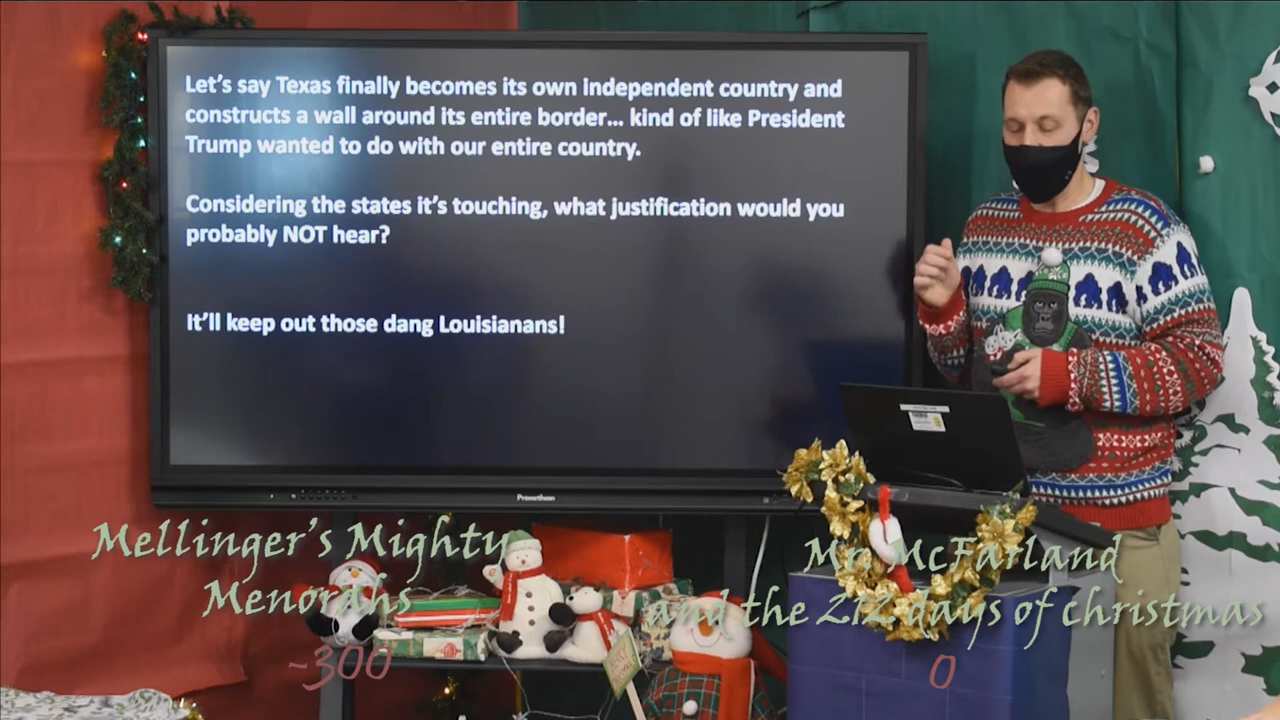 Let's say Texas finally becomes its own independent country and
constructs a wall around its entire border... kind of like President
Trump wanted to do with our entire country.
Considering the states it's touching, what justification would you
probably NOT hear?
It'll keep out those dang Louisianans!
Promethean
Mellinger's Mighty
Menorahs
-300
Mr. McFarland
and the 212 days of christmas
0